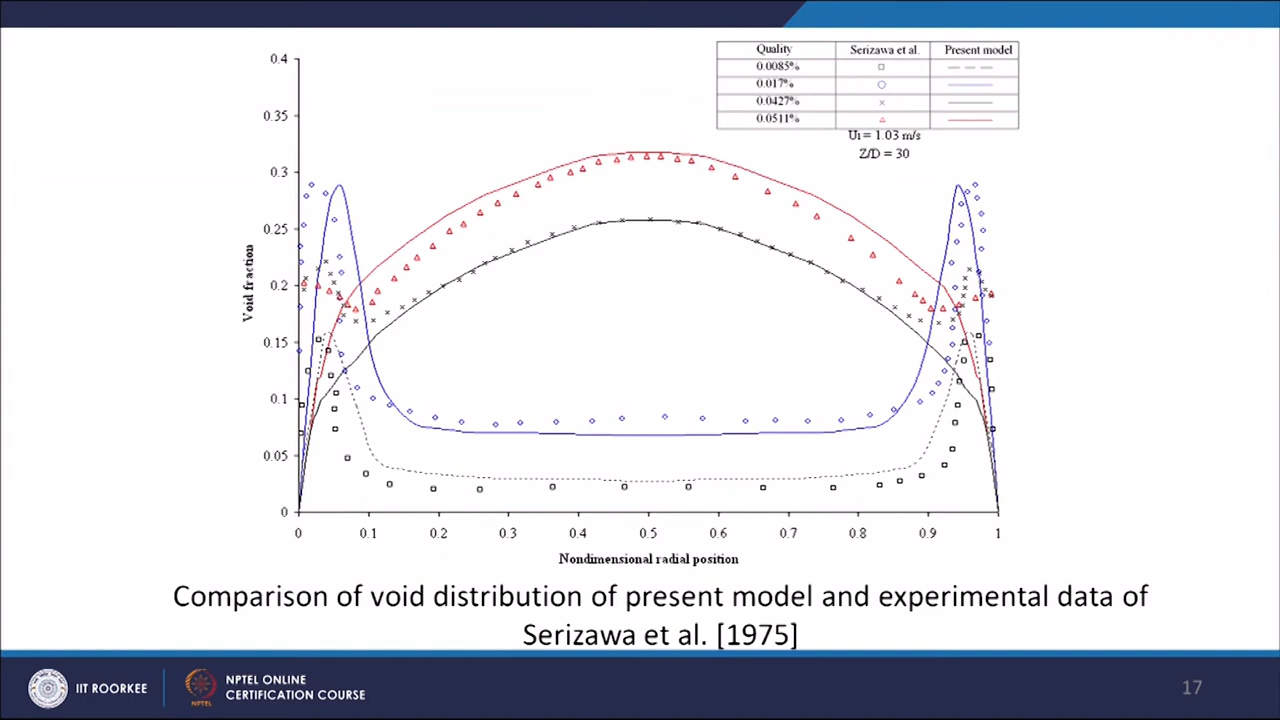 Quality Serizawa et al. Present model
0.0085%
0.017%
0.0427%
0.0511%
Ul = 1.03 m/s
Z/D = 30
0.4
0.35
0.3
0.25
0.2
0.15
0.1
0.05
0
Void fraction
0 0.1 0.2 0.3 0.4 0.5 0.6 0.7 0.8 0.9 1
Nondimensional radial position
Comparison of void distribution of present model and experimental data of
Serizawa et al. [1975]
IIT ROORKEE
NPTEL
NPTEL ONLINE
CERTIFICATION COURSE
17